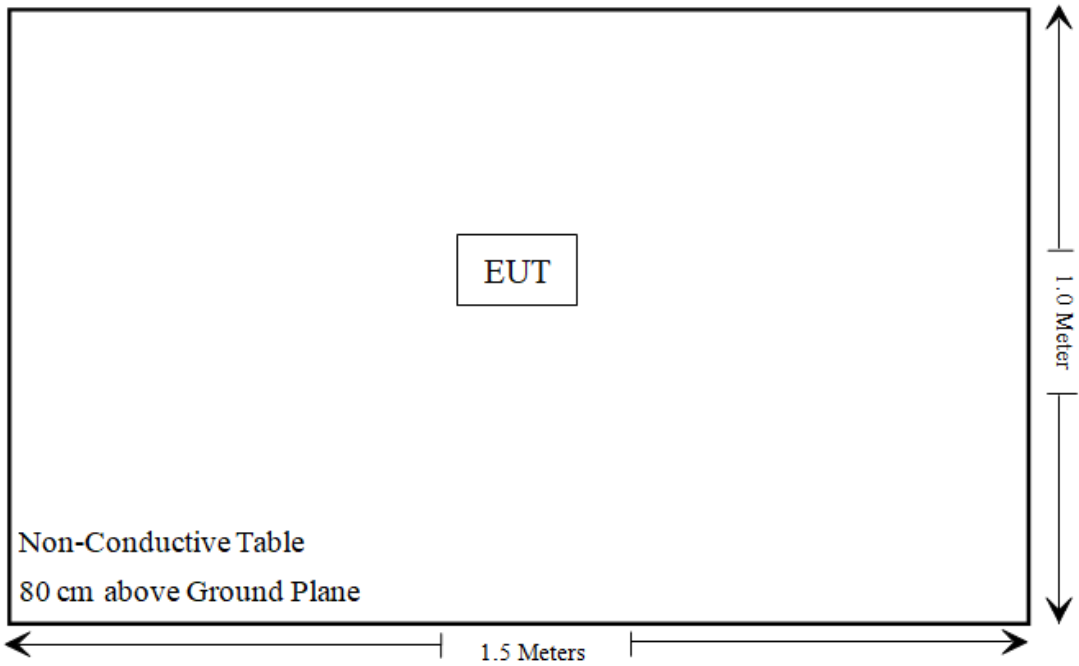 EUT
1.0 Meter
Non-Conductive Table
80 cm above Ground Plane
1.5 Meters